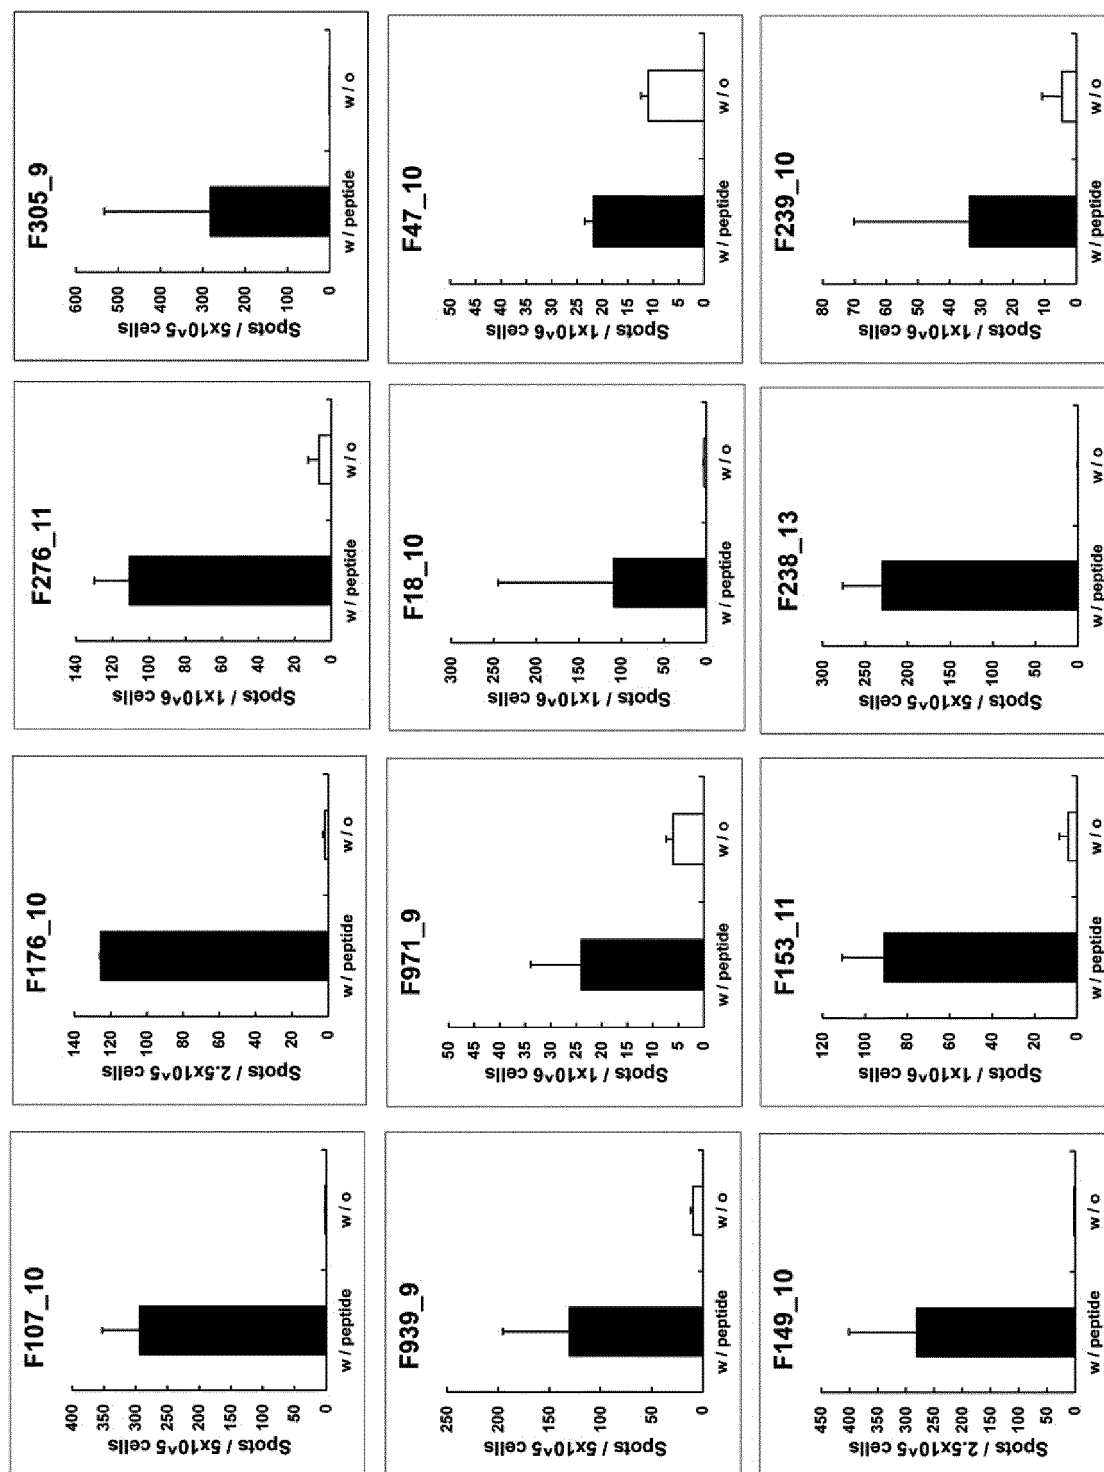 F107_10
Spots / 5x10^5 cells
400
350
300
250
200
150
100
50
0
w / peptide
w / o
F176_10
Spots / 2.5x10^5 cells
140
120
100
80
60
40
20
0
w / peptide
w / o
F276_11
Spots / 1x10^6 cells
140
120
100
80
60
40
20
0
w / peptide
w / o
F305_9
Spots / 5x10^5 cells
600
500
400
300
200
100
0
w / peptide
w / o
F939_9
Spots / 5x10^5 cells
250
200
150
100
50
0
w / peptide
w / o
F971_9
Spots / 1x10^6 cells
50
45
40
35
30
25
20
15
10
5
0
w / peptide
w / o
F18_10
Spots / 1x10^6 cells
300
250
200
150
100
50
0
w / peptide
w / o
F47_10
Spots / 1x10^6 cells
50
45
40
35
30
25
20
15
10
5
0
w / peptide
w / o
F149_10
Spots / 2.5x10^5 cells
450
400
350
300
250
200
150
100
50
0
w / peptide
w / o
F153_11
Spots / 1x10^6 cells
120
100
80
60
40
20
0
w / peptide
w / o
F238_13
Spots / 5x10^5 cells
300
250
200
150
100
50
0
w / peptide
w / o
F239_10
Spots / 1x10^6 cells
80
70
60
50
40
30
20
10
0
w / peptide
w / o